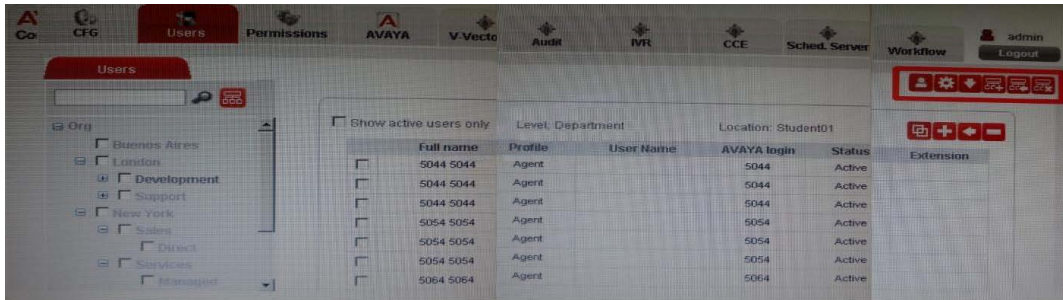 A
Co
CFG
Users
Permissions
AVAYA
V-Vecto
Audit
IVR
CCE
Sched. Server
Workflow
admin
Logout
Users
Org
Buenos Aires
London
Development
Support
New York
Sales
Direct
Services
Managed
Show active users only
Level: Department
Location: Student01
Full name Profile User Name AVAYA login Status Extension
5044 5044 Agent 5044 Active
5044 5044 Agent 5044 Active
5044 5044 Agent 5044 Active
5054 5054 Agent 5054 Active
5054 5054 Agent 5054 Active
5054 5054 Agent 5054 Active
5064 5064 Agent 5064 Active